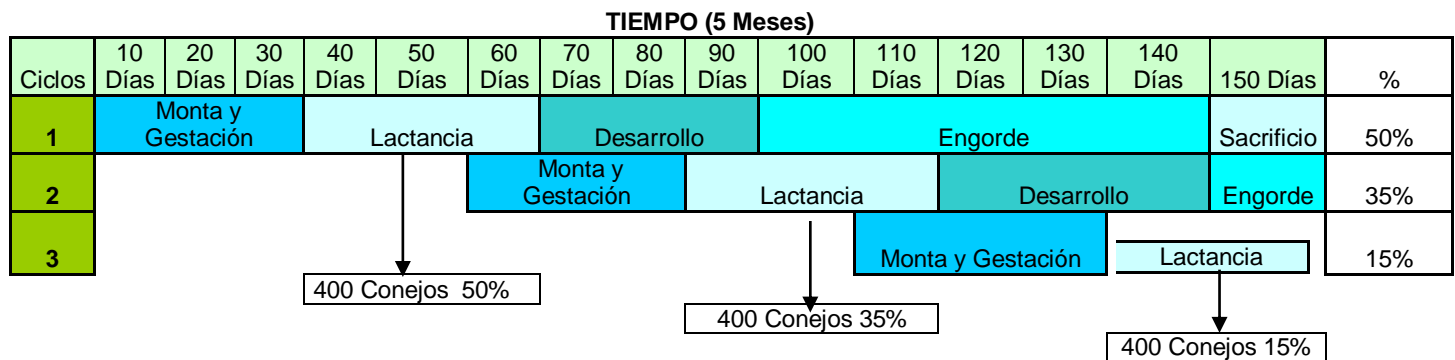 TIEMPO (5 Meses)
Ciclos 10 Días 20 Días 30 Días 40 Días 50 Días 60 Días 70 Días 80 Días 90 Días 100 Días 110 Días 120 Días 130 Días 140 Días 150 Días %
1 Monta y Gestación Lactancia Desarrollo Engorde Sacrificio 50%
2 Monta y Gestación Lactancia Desarrollo Engorde 35%
3 Monta y Gestación Lactancia 15%
400 Conejos 50%
400 Conejos 35%
400 Conejos 15%